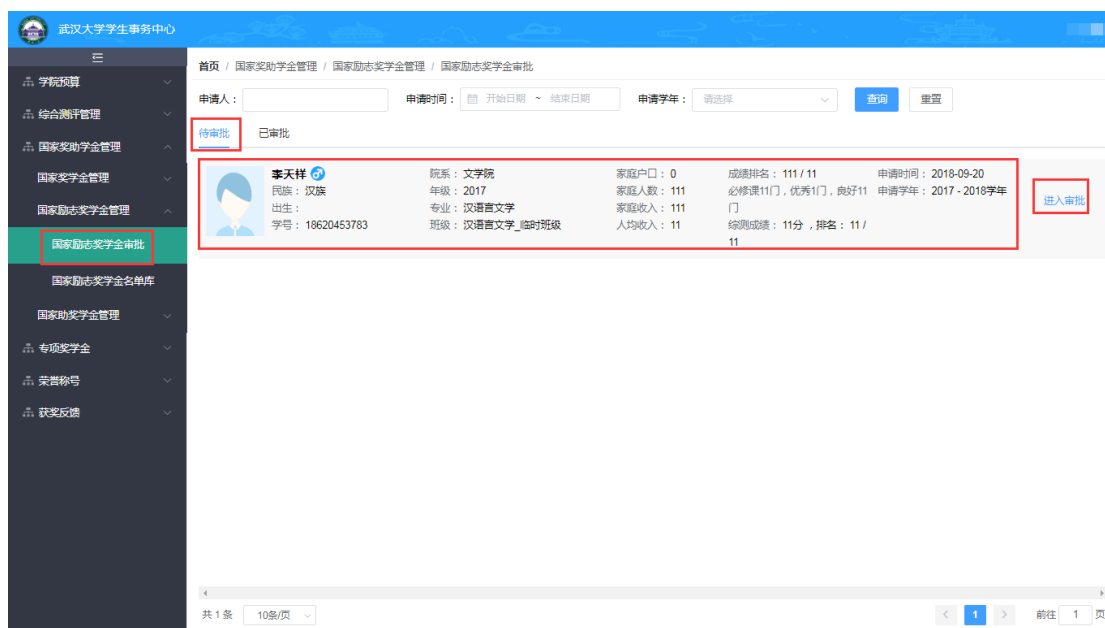 武汉大学学生事务中心
学院预算
综合测评管理
国家奖助学金管理
国家奖学金管理
国家励志奖学金管理
国家励志奖学金审批
国家励志奖学金名单库
国家助奖学金管理
专项奖学金
荣誉称号
获奖反馈
首页 / 国家奖助学金管理 / 国家励志奖学金管理 / 国家励志奖学金审批
申请人： 申请时间： 开始日期 ~ 结束日期 申请学年： 请选择 查询 重置
待审批 已审批
李天祥 院系：文学院 家庭户口：0 成绩排名：111 / 11 申请时间：2018-09-20
民族：汉族 年级：2017 家庭人数：111 必修课11门，优秀1门，良好11 申请学年：2017 - 2018学年
出生： 专业：汉语言文学 家庭收入：111 门
学号：18620453783 班级：汉语言文学_临时班级 人均收入：11 综测成绩：11分 ，排名：11 /
11
进入审批
共 1 条 10条/页 1 前往 1 页